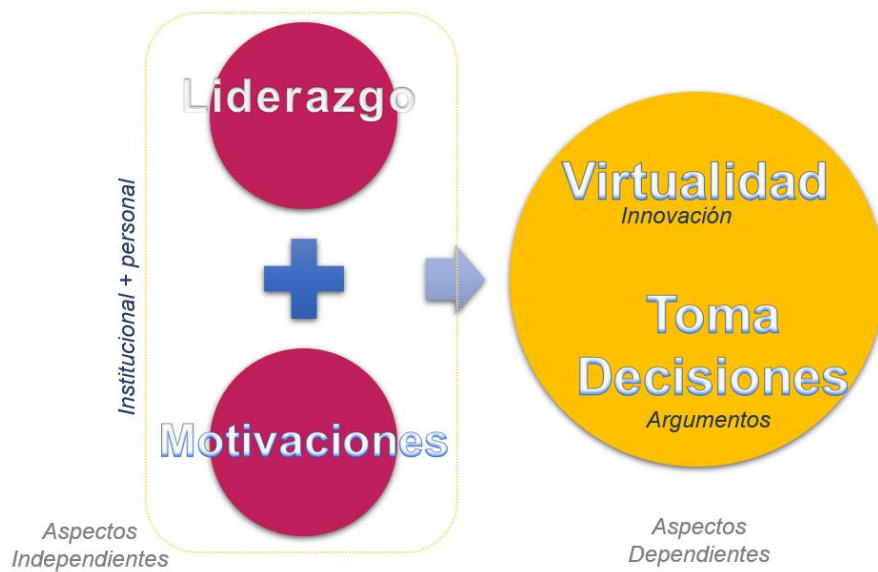 Liderazgo
Institucional + personal
Motivaciones
Aspectos
Independientes
Virtualidad
Innovación
Toma
Decisiones
Argumentos
Aspectos
Dependientes